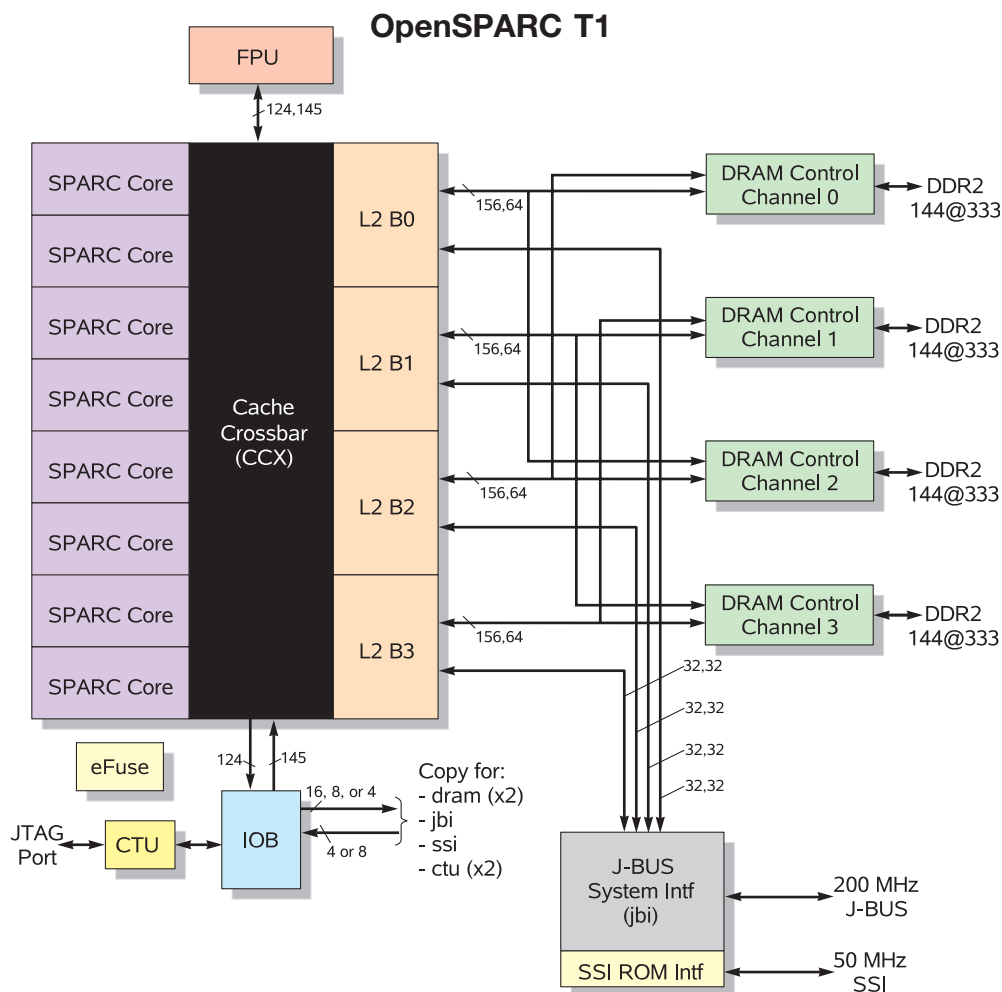 OpenSPARC T1
FPU
124,145
SPARC Core
SPARC Core
SPARC Core
SPARC Core
SPARC Core
SPARC Core
SPARC Core
SPARC Core
Cache
Crossbar
(CCX)
L2 B0
L2 B1
L2 B2
L2 B3
156,64
156,64
156,64
156,64
DRAM Control
Channel 0
DDR2
144@333
DRAM Control
Channel 1
DDR2
144@333
DRAM Control
Channel 2
DDR2
144@333
DRAM Control
Channel 3
DDR2
144@333
32,32
32,32
32,32
32,32
124
145
eFuse
JTAG
Port
CTU
IOB
16, 8, or 4
4 or 8
Copy for:
- dram (x2)
- jbi
- ssi
- ctu (x2)
J-BUS
System Intf
(jbi)
200 MHz
J-BUS
SSI ROM Intf
50 MHz
SSI